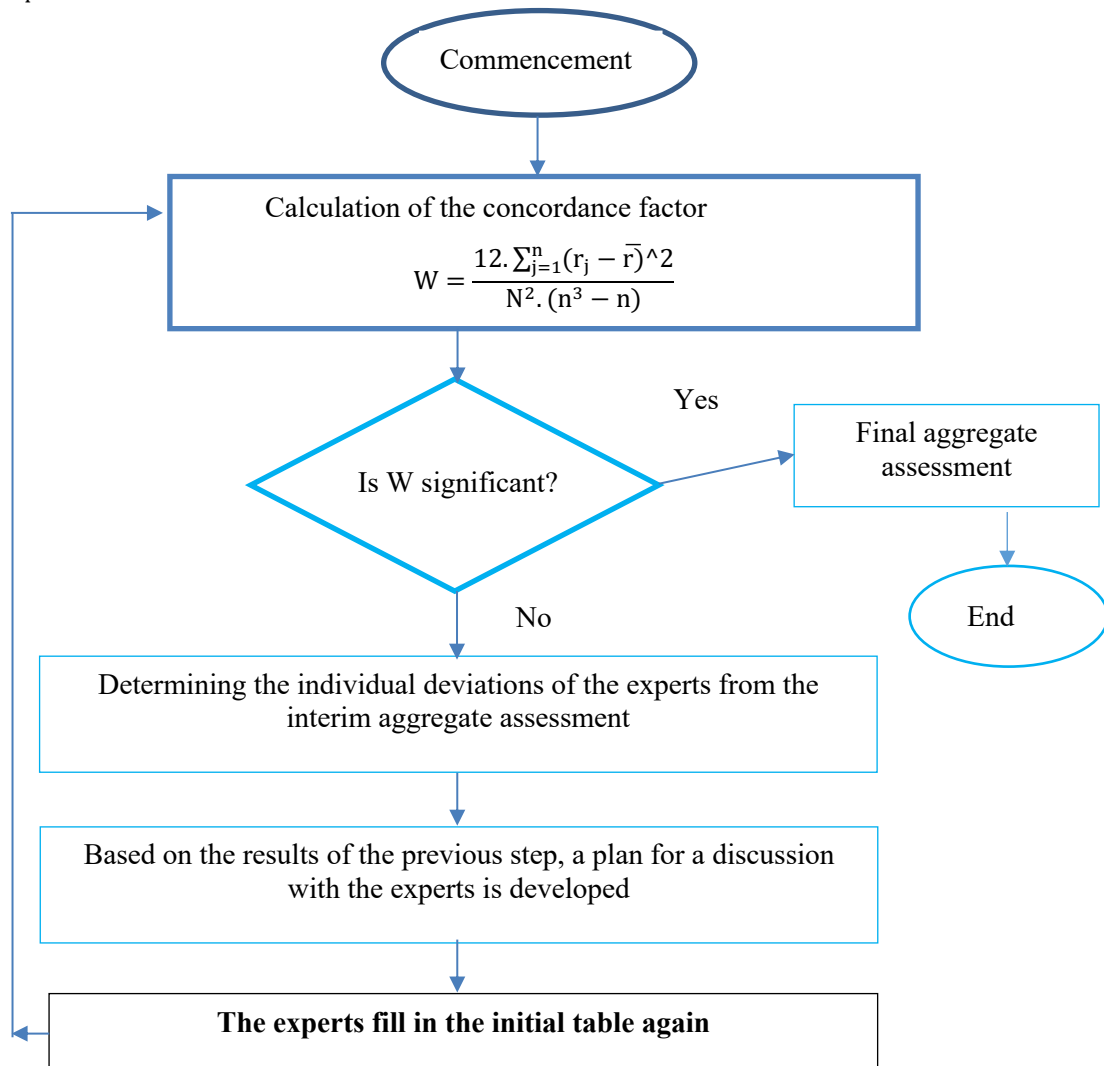 Commencement
Calculation of the concordance factor
W = 12. ∑ⁿⱼ₌₁(rⱼ − r̄)^2 / N². (n³ − n)
Yes
Final aggregate
assessment
Is W significant?
End
No
Determining the individual deviations of the experts from the
interim aggregate assessment
Based on the results of the previous step, a plan for a discussion
with the experts is developed
The experts fill in the initial table again